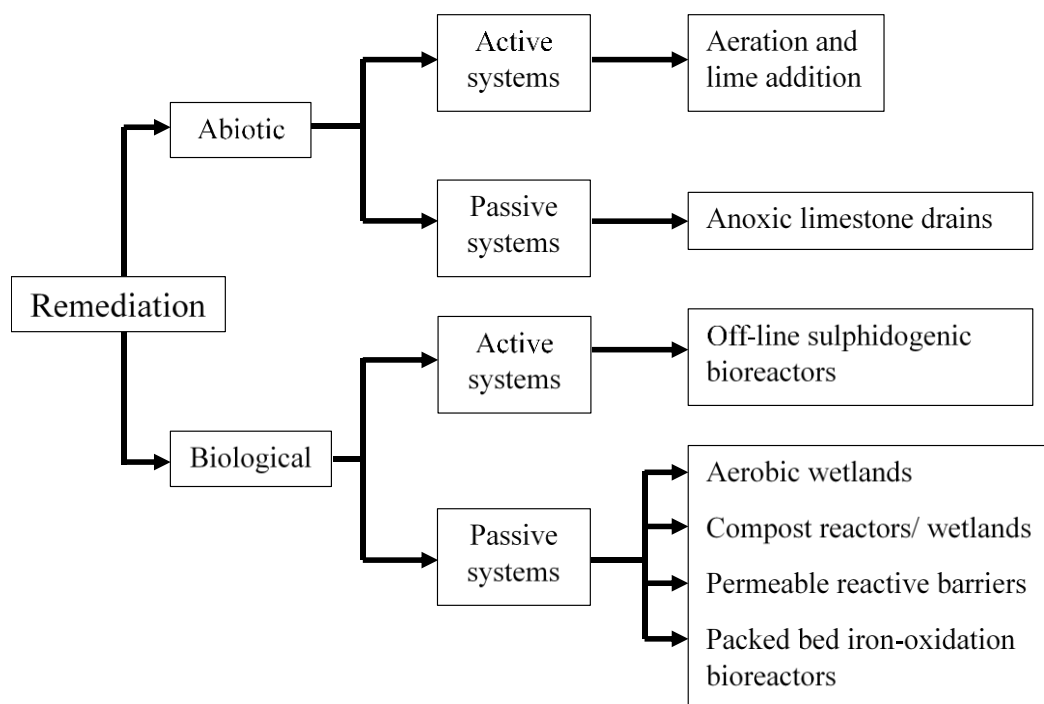 Active
systems
Aeration and
lime addition
Abiotic
Passive
systems
Anoxic limestone drains
Remediation
Active
systems
Off-line sulphidogenic
bioreactors
Biological
Passive
systems
Aerobic wetlands
Compost reactors/ wetlands
Permeable reactive barriers
Packed bed iron-oxidation
bioreactors